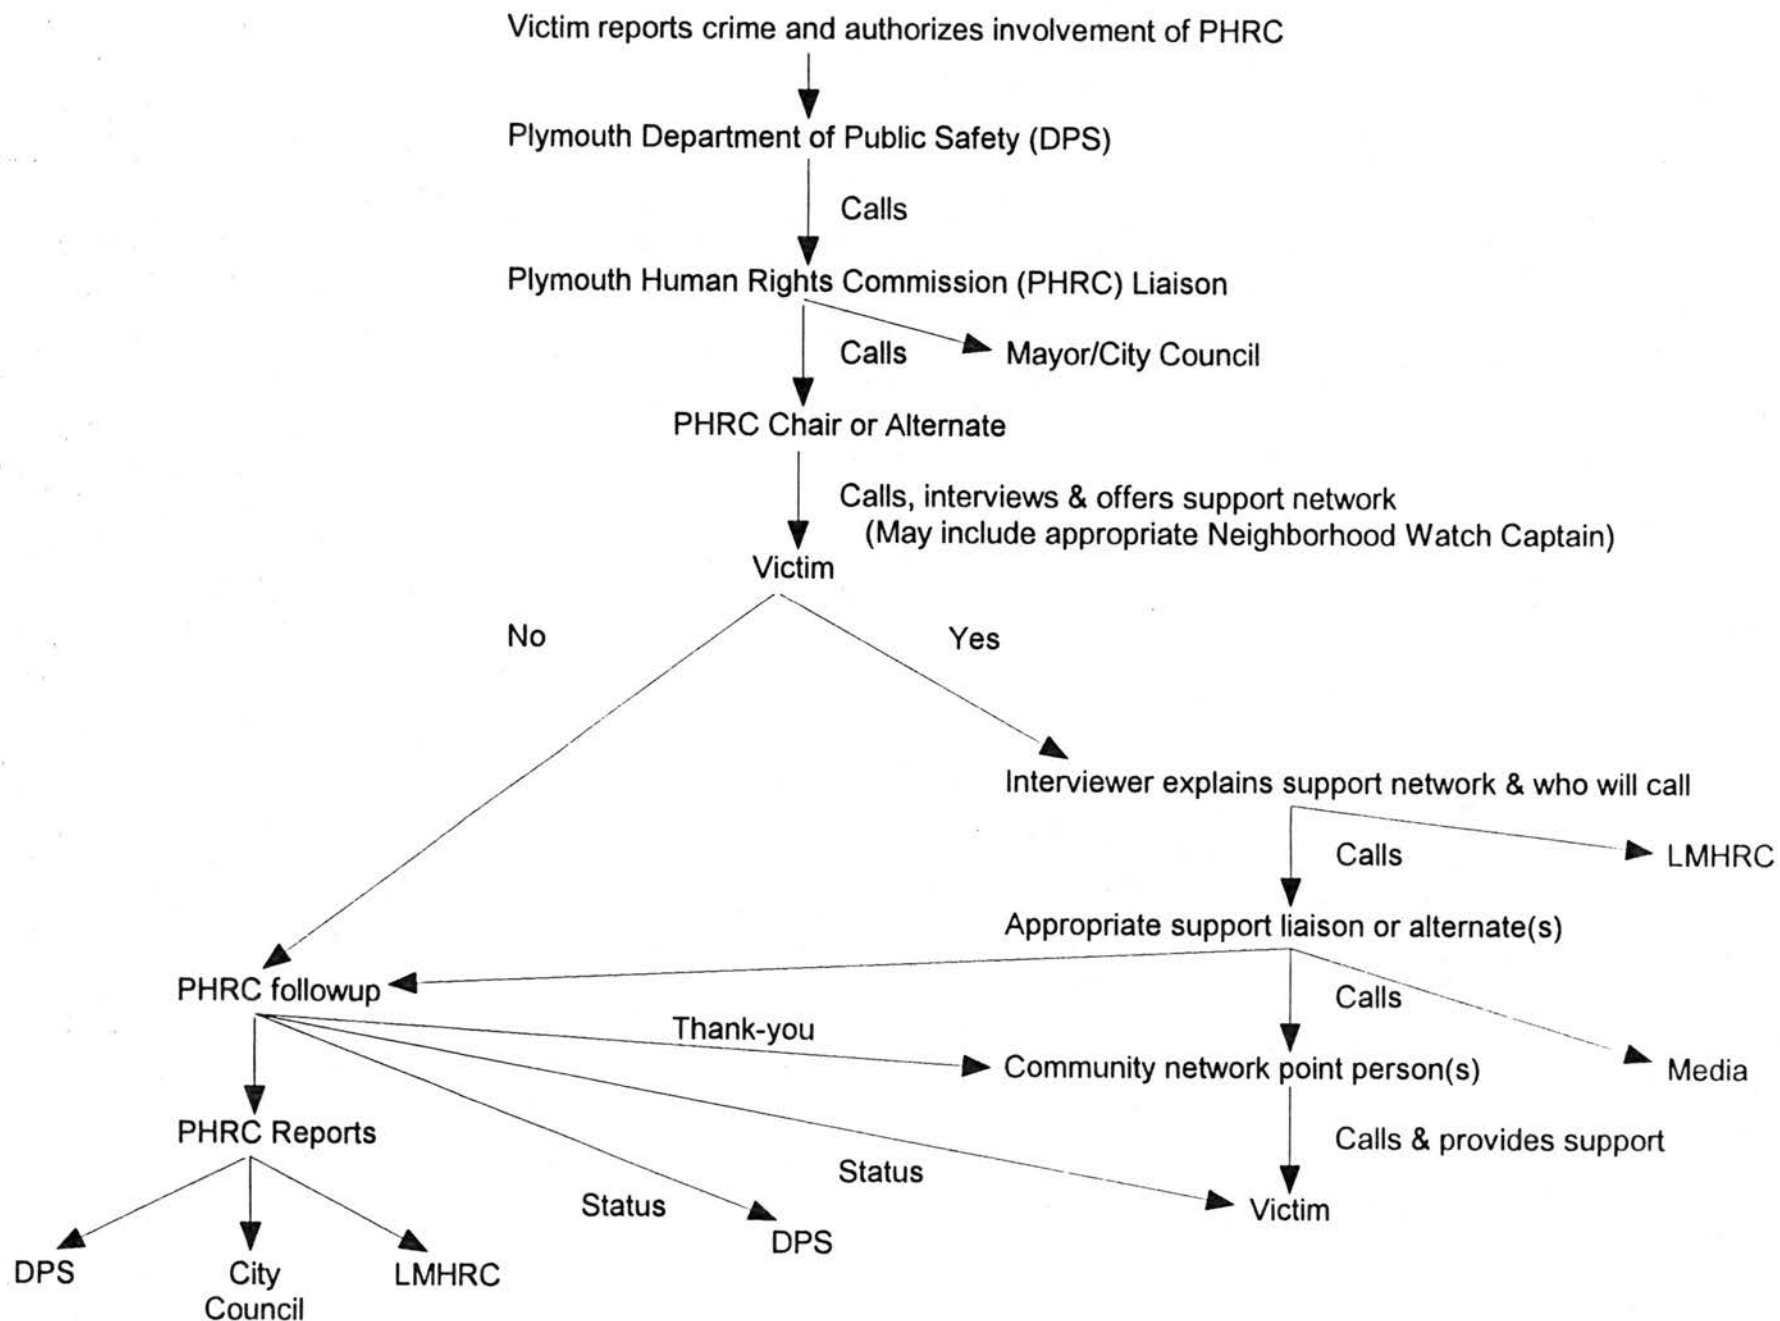 Victim reports crime and authorizes involvement of PHRC
Plymouth Department of Public Safety (DPS)
Calls
Plymouth Human Rights Commission (PHRC) Liaison
Calls
Mayor/City Council
PHRC Chair or Alternate
Calls, interviews & offers support network
(May include appropriate Neighborhood Watch Captain)
Victim
No
Yes
Interviewer explains support network & who will call
Calls
LMHRC
Appropriate support liaison or alternate(s)
PHRC followup
Calls
Thank-you
Community network point person(s)
Media
PHRC Reports
Calls & provides support
Status
Status
Victim
DPS
DPS
City
Council
LMHRC